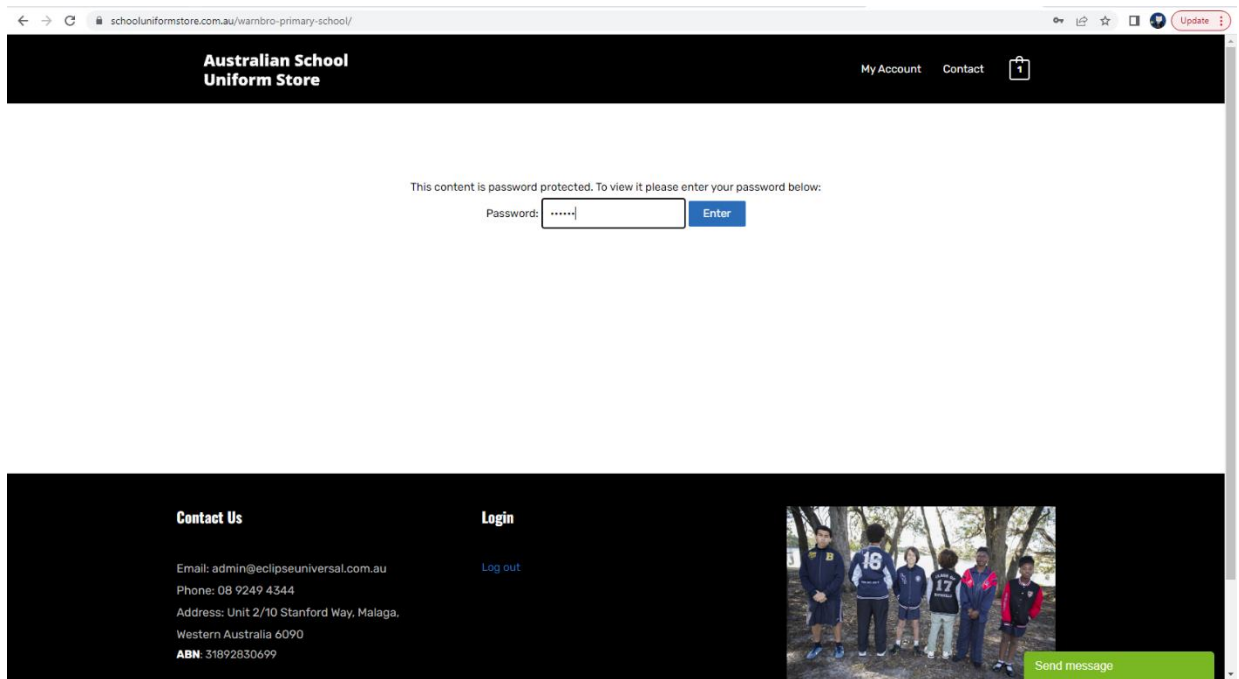 schooluniformstore.com.au/warnbro-primary-school/
Update
Australian School
Uniform Store
My Account
Contact
1
This content is password protected. To view it please enter your password below:
Password: ••••••
Enter
Contact Us
Email: admin@eclipseuniversal.com.au
Phone: 08 9249 4344
Address: Unit 2/10 Stanford Way, Malaga,
Western Australia 6090
ABN: 31892830699
Login
Log out
16
B
17
Send message